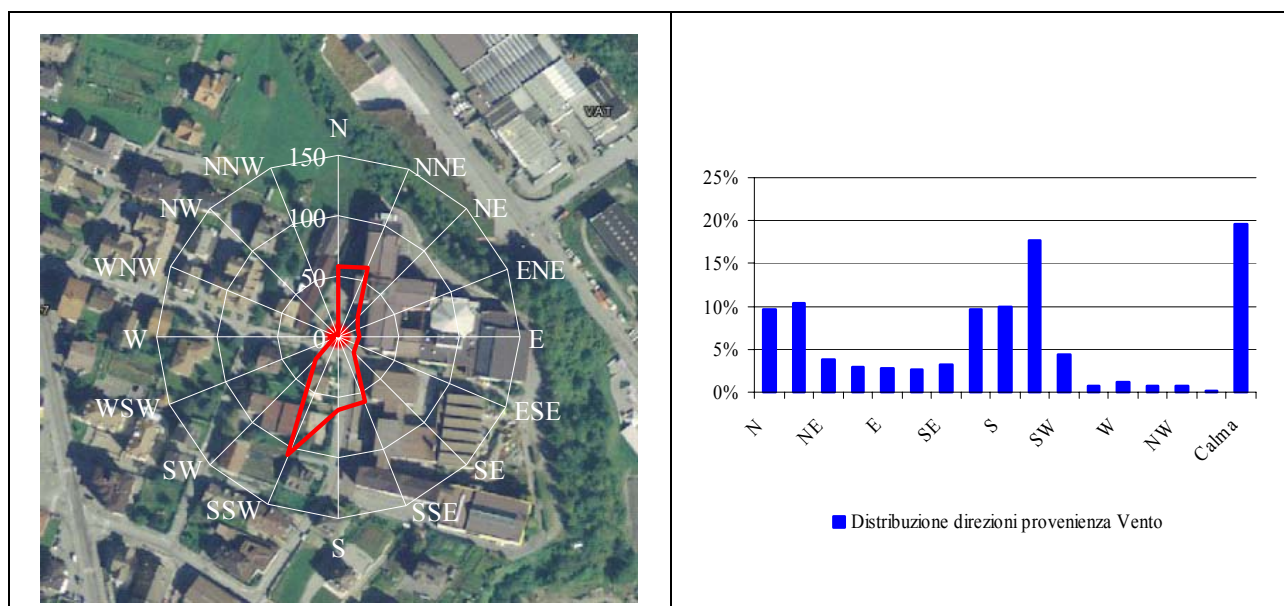 VAT
N
NNW
150
NNE
NW
NE
100
WNW
50
ENE
W
0
E
WSW
ESE
SW
SE
SSW
SSE
S
25%
20%
15%
10%
5%
0%
N
NE
E
SE
S
SW
W
NW
Calma
Distribuzione direzioni provenienza Vento